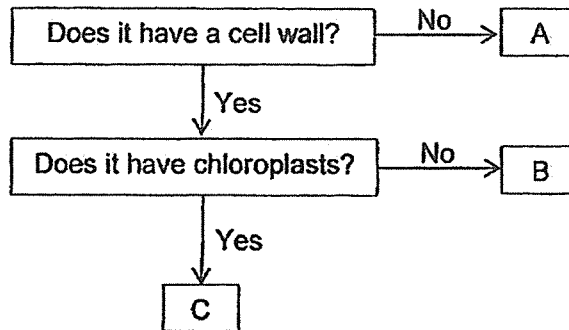 Does it have a cell wall?
No
A
Yes
Does it have chloroplasts?
No
B
Yes
C